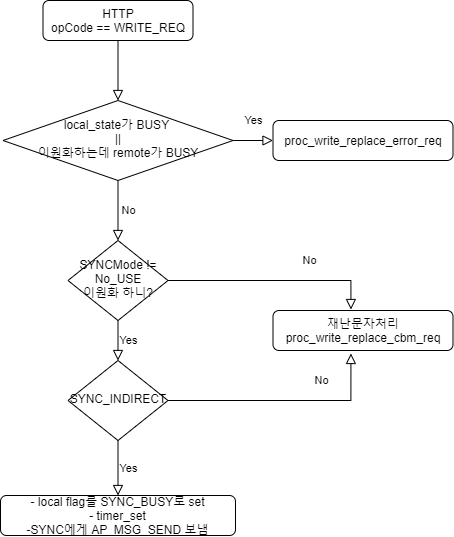 HTTP
opCode == WRITE_REQ
local_state가 BUSY
||
이원화하는데 remote가 BUSY
Yes
proc_write_replace_error_req
No
SYNCMode !=
No_USE
이원화 하니?
No
재난문자처리
proc_write_replace_cbm_req
Yes
SYNC_INDIRECT
No
Yes
- local flag를 SYNC_BUSY로 set
- timer_set
-SYNC에게 AP_MSG_SEND 보냄